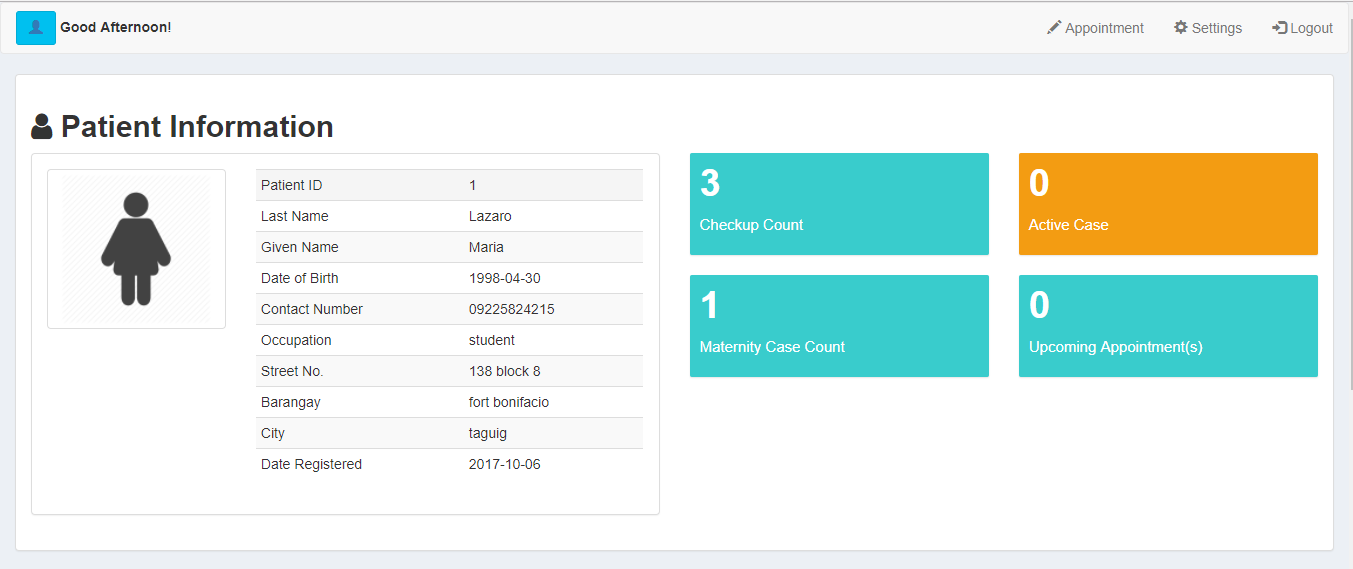 Good Afternoon!
Appointment
Settings
Logout
Patient Information
Patient ID 1
Last Name Lazaro
Given Name Maria
Date of Birth 1998-04-30
Contact Number 09225824215
Occupation student
Street No. 138 block 8
Barangay fort bonifacio
City taguig
Date Registered 2017-10-06
3
Checkup Count
0
Active Case
1
Maternity Case Count
0
Upcoming Appointment(s)